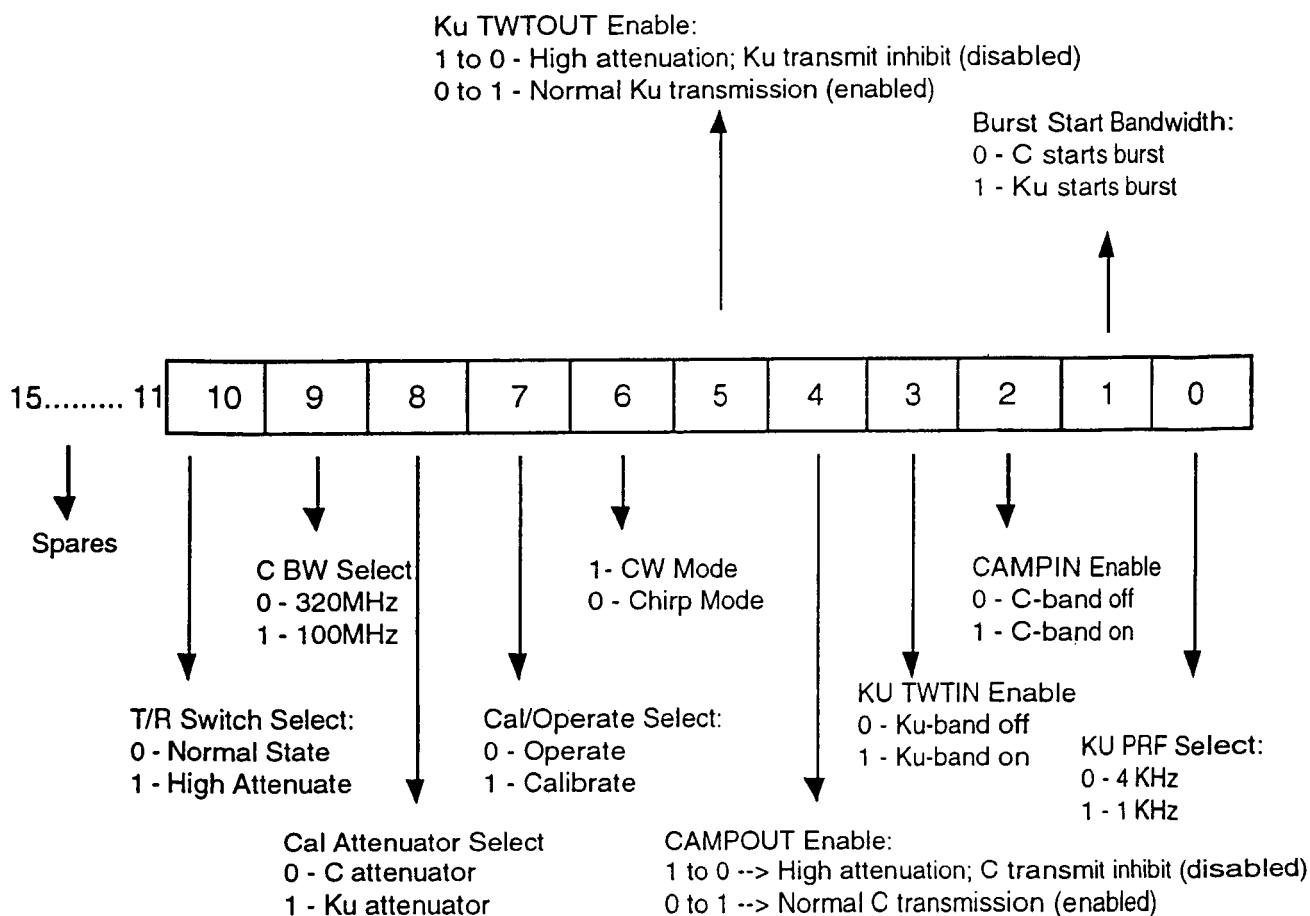 Ku TWTOUT Enable:
1 to 0 - High attenuation; Ku transmit inhibit (disabled)
0 to 1 - Normal Ku transmission (enabled)
Burst Start Bandwidth:
0 - C starts burst
1 - Ku starts burst
15......... 11 10 9 8 7 6 5 4 3 2 1 0
Spares
C BW Select
0 - 320MHz
1 - 100MHz
1- CW Mode
0 - Chirp Mode
CAMPIN Enable
0 - C-band off
1 - C-band on
T/R Switch Select:
0 - Normal State
1 - High Attenuate
Cal/Operate Select:
0 - Operate
1 - Calibrate
KU TWTIN Enable
0 - Ku-band off
1 - Ku-band on
KU PRF Select:
0 - 4 KHz
1 - 1 KHz
Cal Attenuator Select
0 - C attenuator
1 - Ku attenuator
CAMPOUT Enable:
1 to 0 --> High attenuation; C transmit inhibit (disabled)
0 to 1 --> Normal C transmission (enabled)